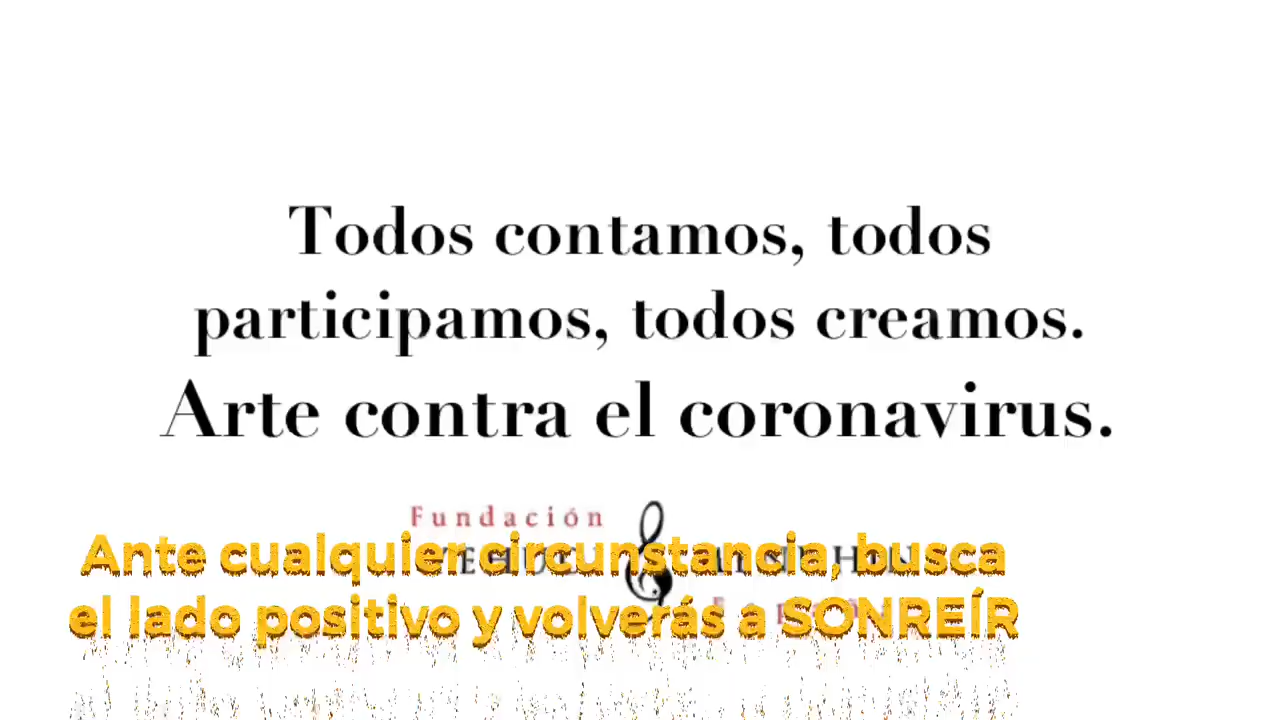 Todos contamos, todos
participamos, todos creamos.
Arte contra el coronavirus.
Fundación
Ante cualquier circunstancia, busca
el lado positivo y volverás a SONREÍR